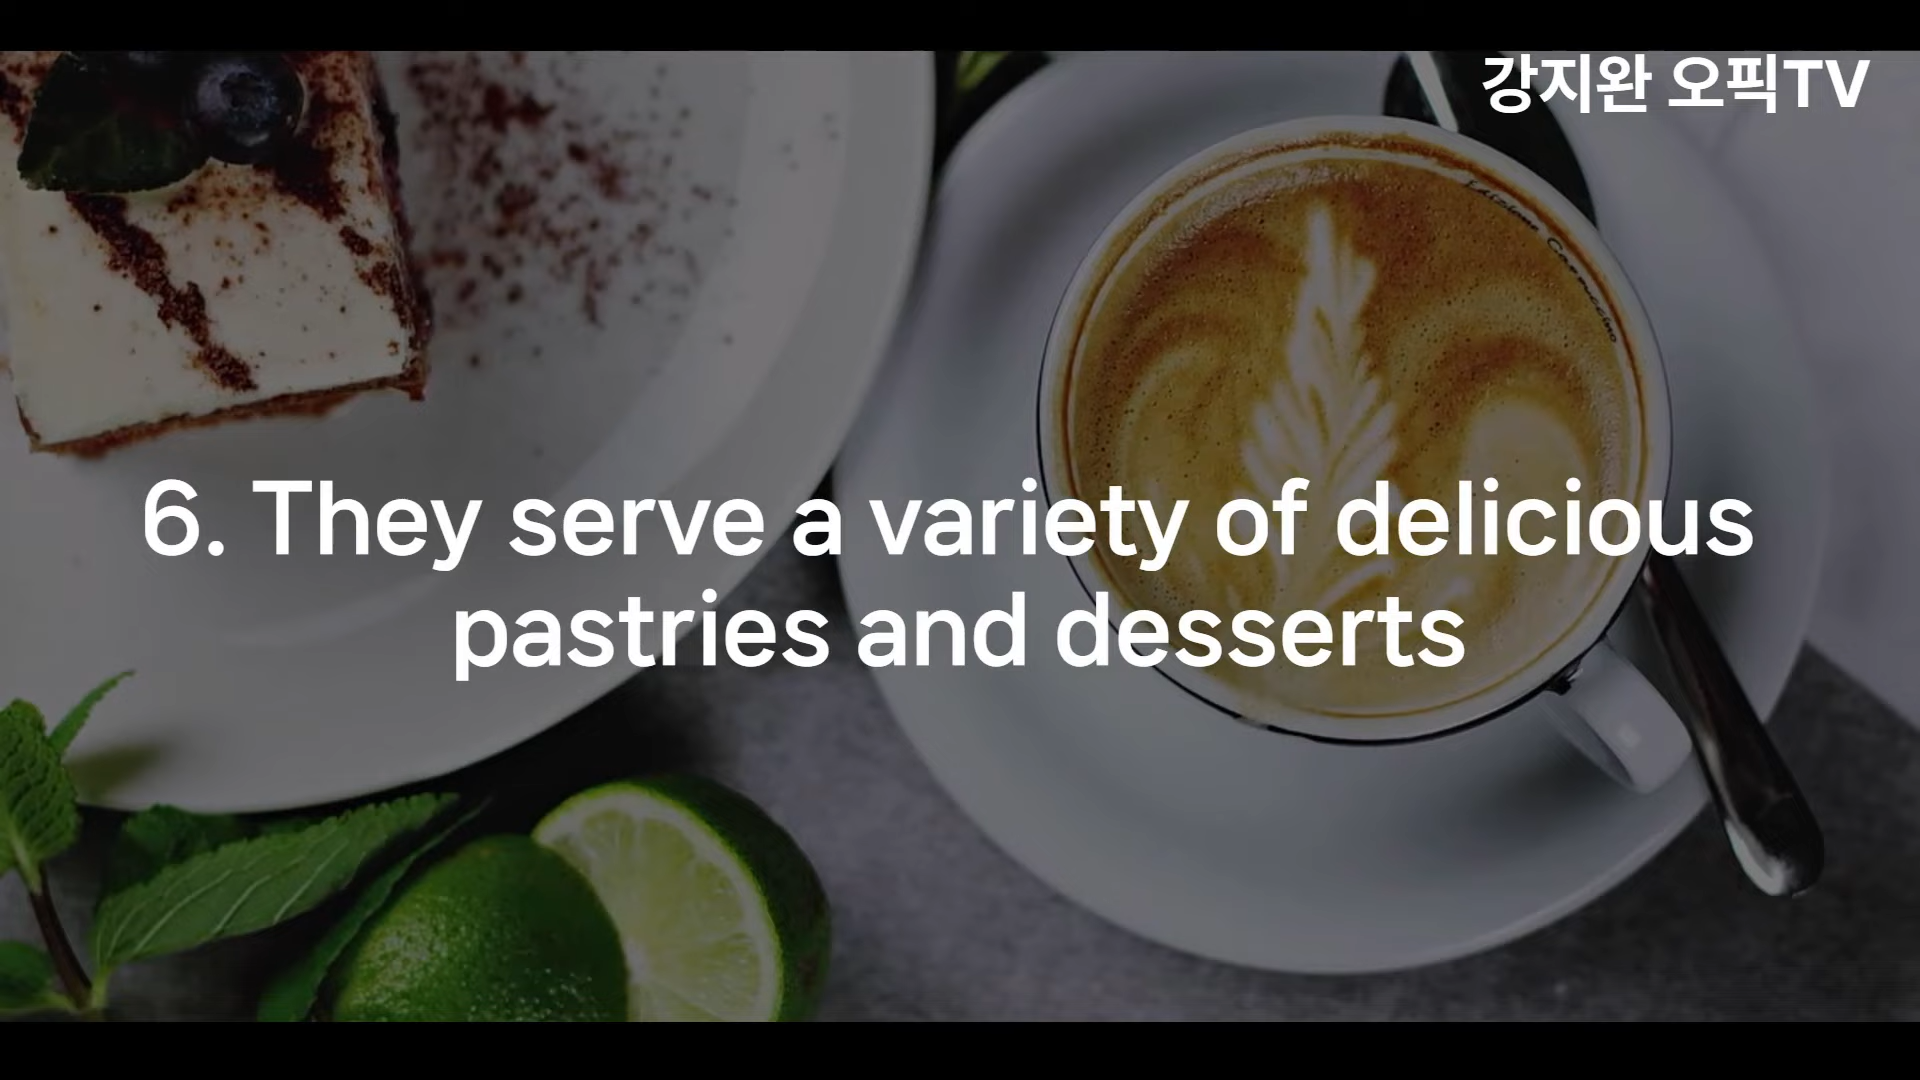 강지완 오픽TV
6. They serve a variety of delicious
pastries and desserts